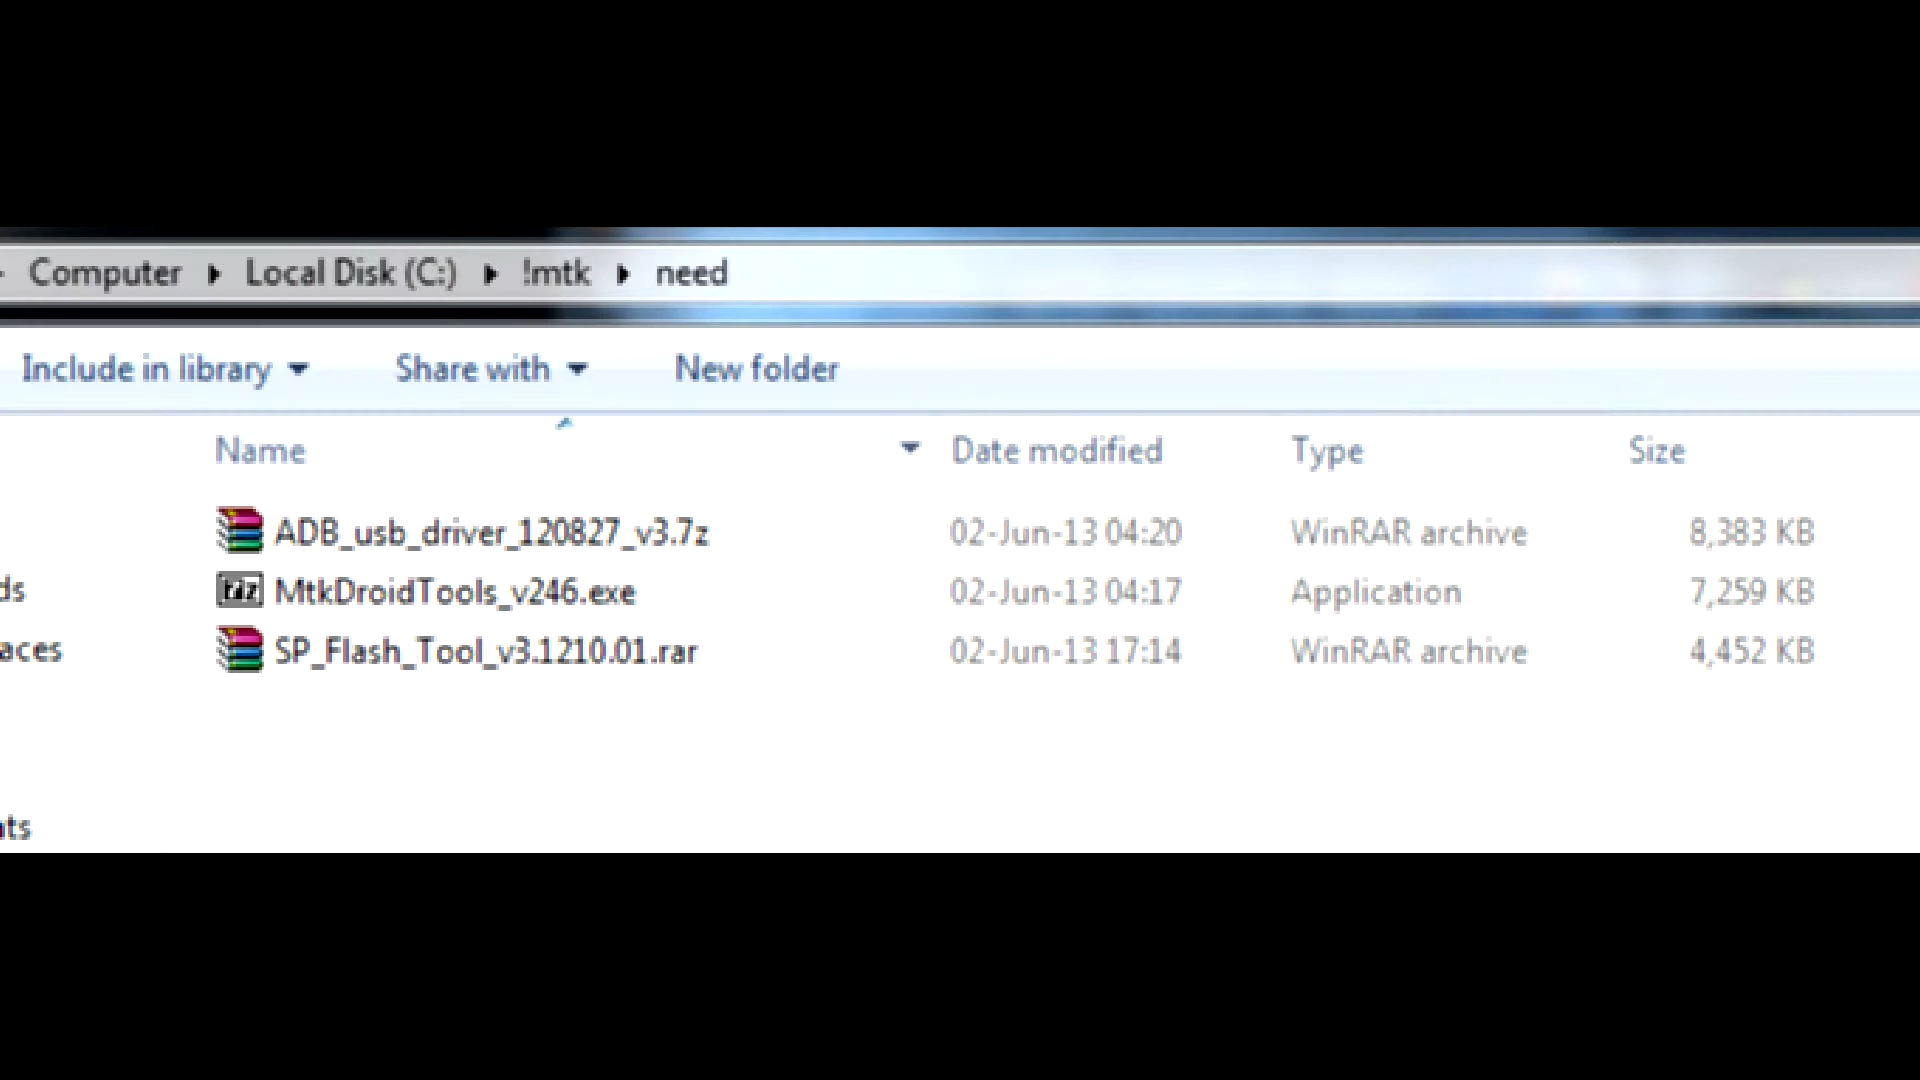 Computer Local Disk (C:) !mtk need
Include in library Share with New folder
Name Date modified Type Size
ADB_usb_driver_120827_v3.7z 02-Jun-13 04:20 WinRAR archive 8,383 KB
ds MtkDroidTools_v246.exe 02-Jun-13 04:17 Application 7,259 KB
aces SP_Flash_Tool_v3.1210.01.rar 02-Jun-13 17:14 WinRAR archive 4,452 KB
nts